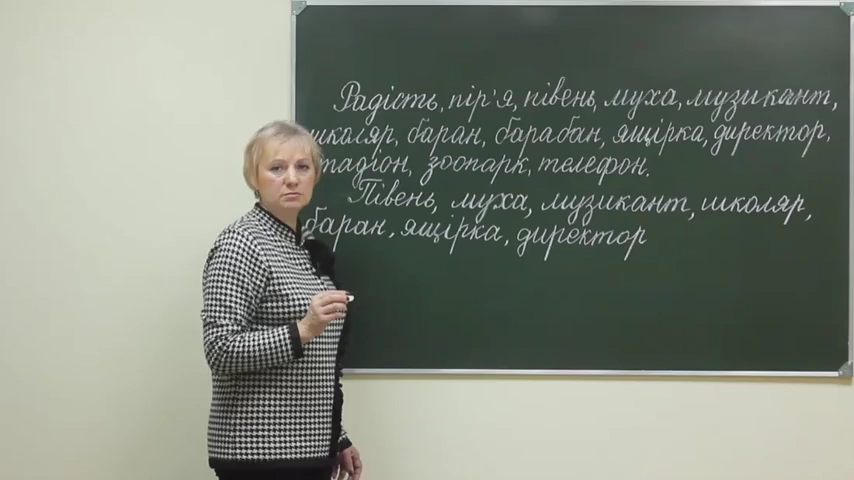 Радість, пір'я, півень, муха, музикант,
школяр, баран, барабан, ящірка, директор,
стадіон, зоопарк, телефон.
Півень, муха, музикант, школяр,
баран, ящірка, директор